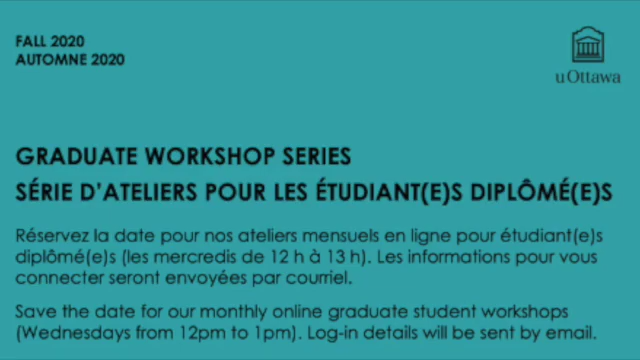 FALL 2020
AUTOMNE 2020
uOttawa
GRADUATE WORKSHOP SERIES
SÉRIE D'ATELIERS POUR LES ÉTUDIANT(E)S DIPLÔMÉ(E)S
Réservez la date pour nos ateliers mensuels en ligne pour étudiant(e)s
diplômé(e)s (les mercredis de 12 h à 13 h). Les informations pour vous
connecter seront envoyées par courriel.
Save the date for our monthly online graduate student workshops
(Wednesdays from 12pm to 1pm). Log-in details will be sent by email.